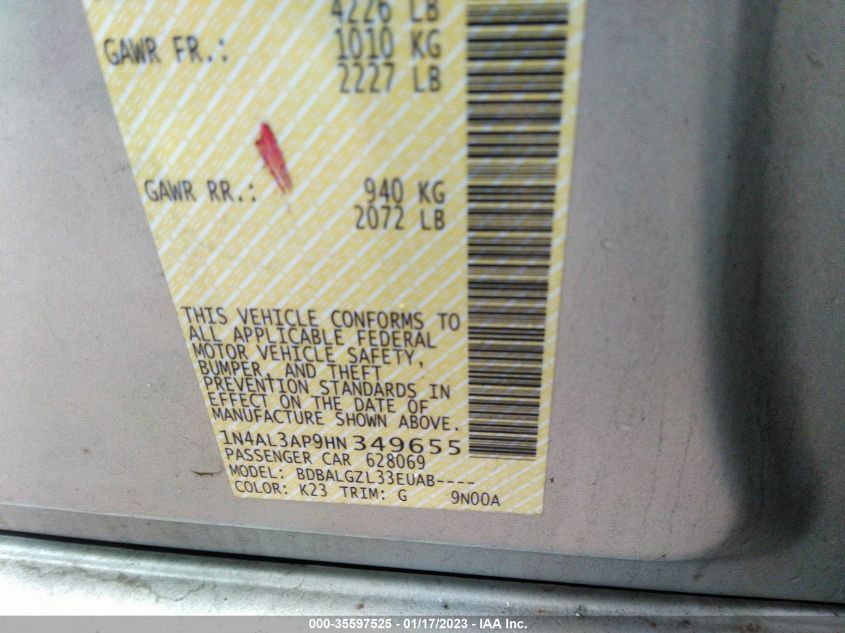 4226 LB
GAWR FR.: 1010 KG
2227 LB
GAWR RR.: 940 KG
2072 LB
THIS VEHICLE CONFORMS TO
ALL APPLICABLE FEDERAL
MOTOR VEHICLE SAFETY,
BUMPER, AND THEFT
PREVENTION STANDARDS IN
EFFECT ON THE DATE OF
MANUFACTURE SHOWN ABOVE.
1N4AL3AP9HN 349655
PASSENGER CAR 628069
MODEL: BDBALGZL33EUAB----
COLOR: K23 TRIM: G 9N00A
000-35597525 - 01/17/2023 - IAA Inc.